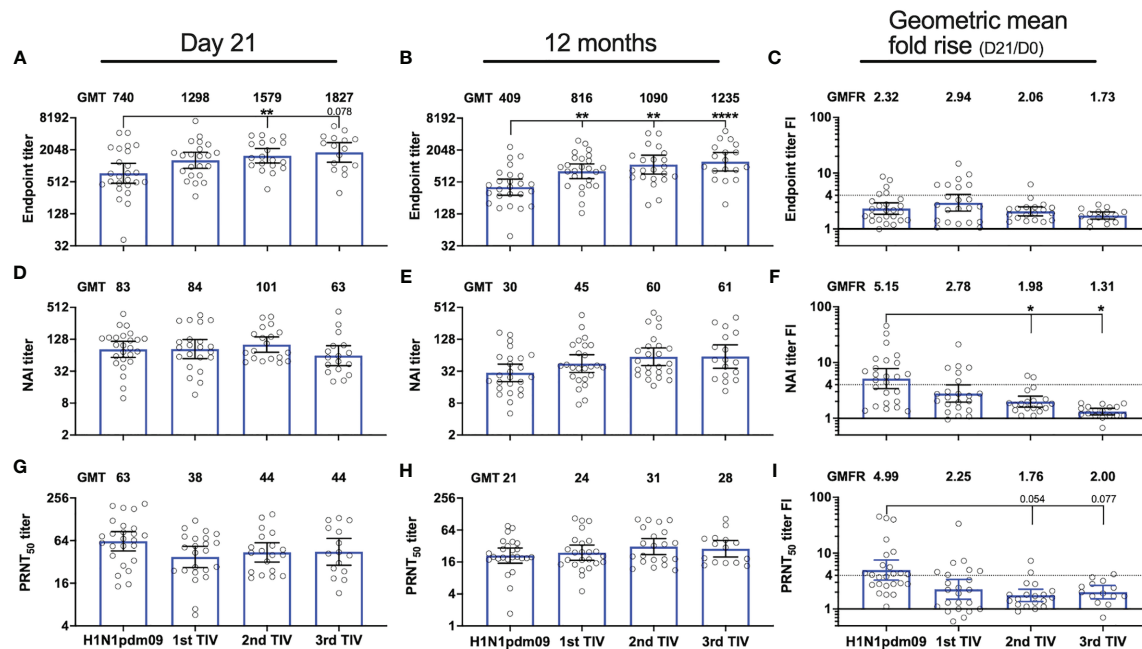 Day 21
12 months
Geometric mean
fold rise (D21/D0)
A
GMT 740 1298 1579 1827
** 0.078
Endpoint titer
8192
2048
512
128
32
B
GMT 409 816 1090 1235
** ** ****
Endpoint titer
8192
2048
512
128
32
C
GMFR 2.32 2.94 2.06 1.73
Endpoint titer FI
100
10
4
1
D
GMT 83 84 101 63
NAI titer
512
128
32
8
2
E
GMT 30 45 60 61
NAI titer
512
128
32
8
2
F
GMFR 5.15 2.78 1.98 1.31
* *
NAI titer FI
100
10
4
1
G
GMT 63 38 44 44
PRNT50 titer
256
64
16
4
H1N1pdm09 1st TIV 2nd TIV 3rd TIV
H
GMT 21 24 31 28
PRNT50 titer
256
64
16
4
1
H1N1pdm09 1st TIV 2nd TIV 3rd TIV
I
GMFR 4.99 2.25 1.76 2.00
0.054 0.077
PRNT50 titer FI
100
10
4
1
H1N1pdm09 1st TIV 2nd TIV 3rd TIV